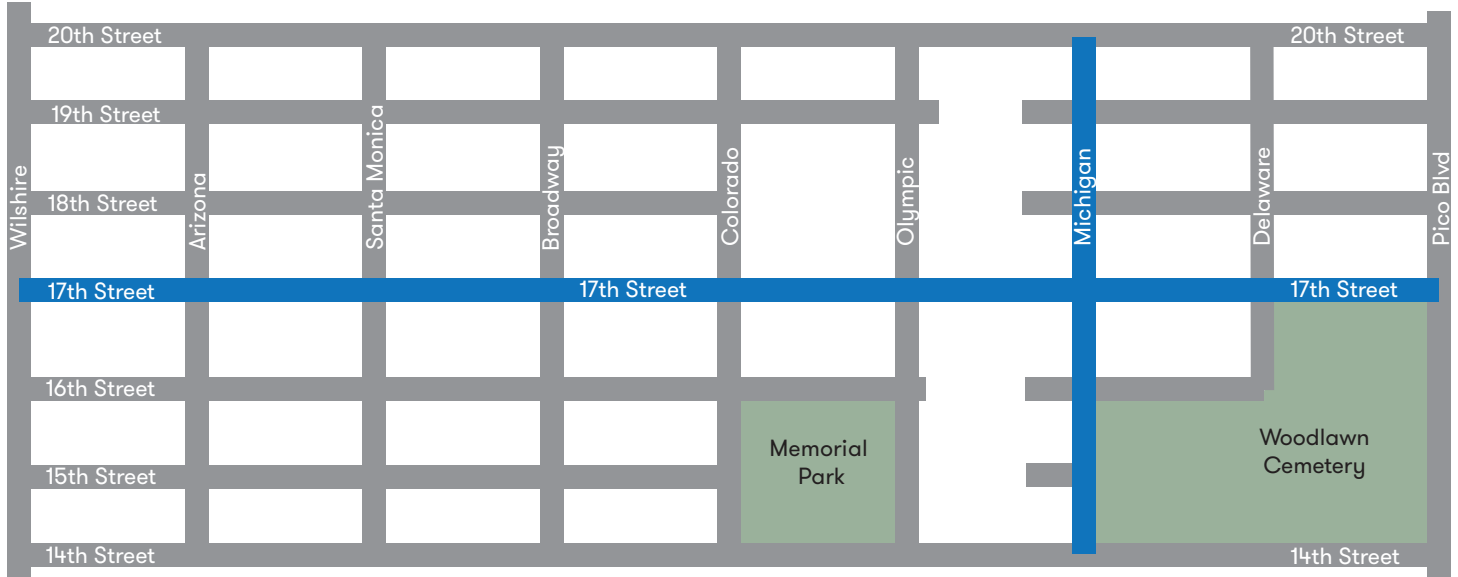 20th Street
20th Street
19th Street
Wilshire
Arizona
Santa Monica
Broadway
Colorado
Olympic
Michigan
Delaware
Pico Blvd
18th Street
17th Street
17th Street
17th Street
16th Street
Memorial
Park
Woodlawn
Cemetery
15th Street
14th Street
14th Street